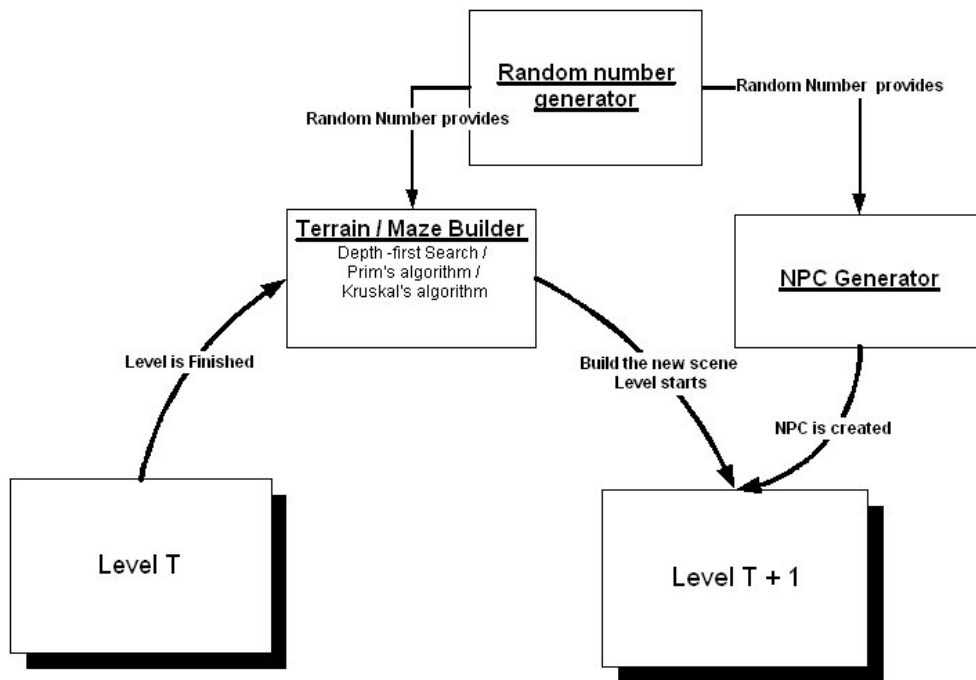 Random number
generator
Random Number provides
Random Number provides
Terrain / Maze Builder
Depth -first Search /
Prim's algorithm /
Kruskal's algorithm
NPC Generator
Level is Finished
Build the new scene
Level starts
NPC is created
Level T
Level T + 1